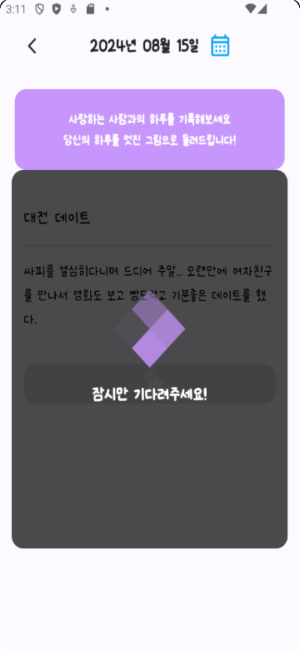 3:11
2024년 08월 15일
사랑하는 사람과의 하루를 기록해보세요
당신의 하루를 멋진 그림으로 돌려드립니다!
대전 데이트
싸피를 열심히다니며 드디어 주말.. 오랜만에 여자친구
를 만나서 영화도 보고 기분좋은 데이트를 했
다.
잠시만 기다려주세요!